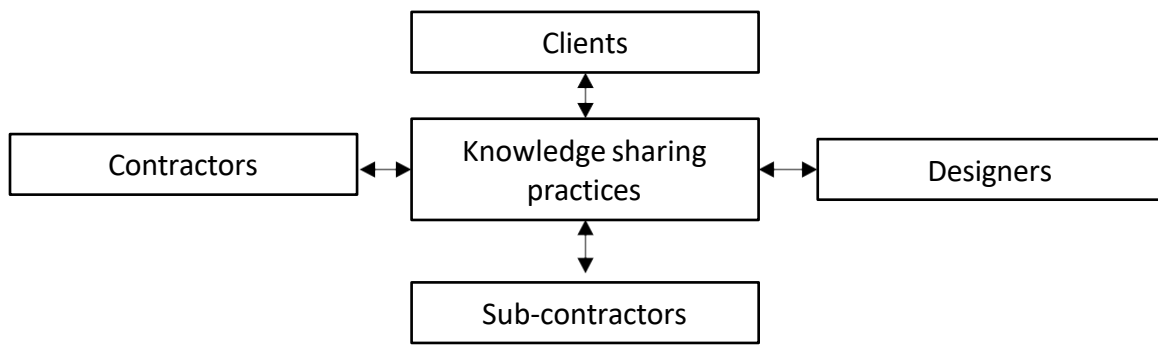 Clients
Contractors
Knowledge sharing
practices
Designers
Sub-contractors